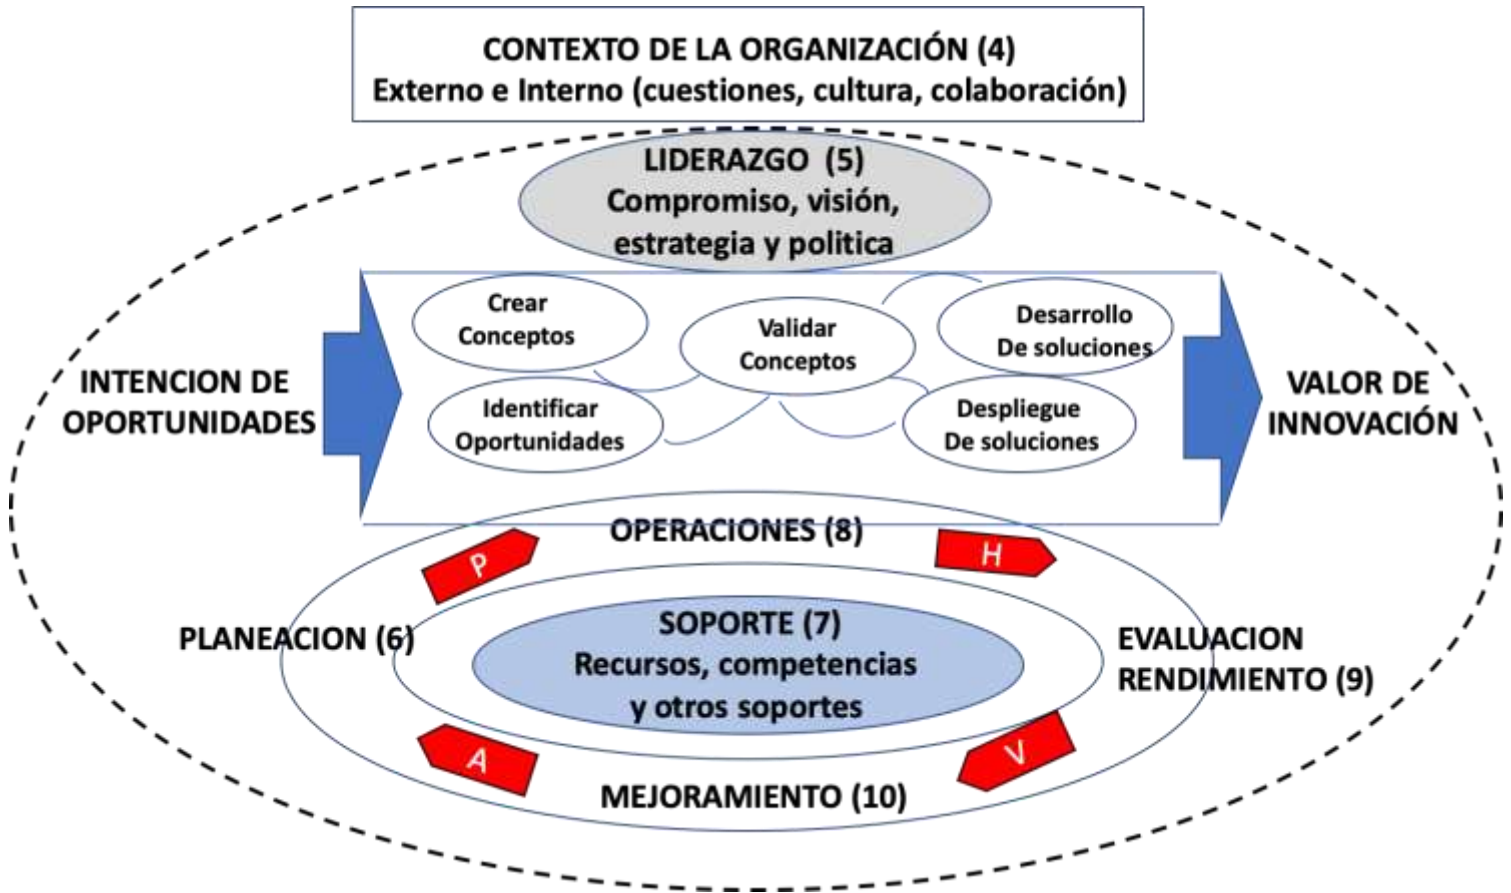 CONTEXTO DE LA ORGANIZACIÓN (4)
Externo e Interno (cuestiones, cultura, colaboración)
LIDERAZGO (5)
Compromiso, visión,
estrategia y politica
Crear
Conceptos
Validar
Conceptos
Desarrollo
De soluciones
INTENCION DE
OPORTUNIDADES
Identificar
Oportunidades
Despliegue
De soluciones
VALOR DE
INNOVACIÓN
OPERACIONES (8)
P
H
PLANEACION (6)
SOPORTE (7)
Recursos, competencias
y otros soportes
EVALUACION
RENDIMIENTO (9)
A
V
MEJORAMIENTO (10)